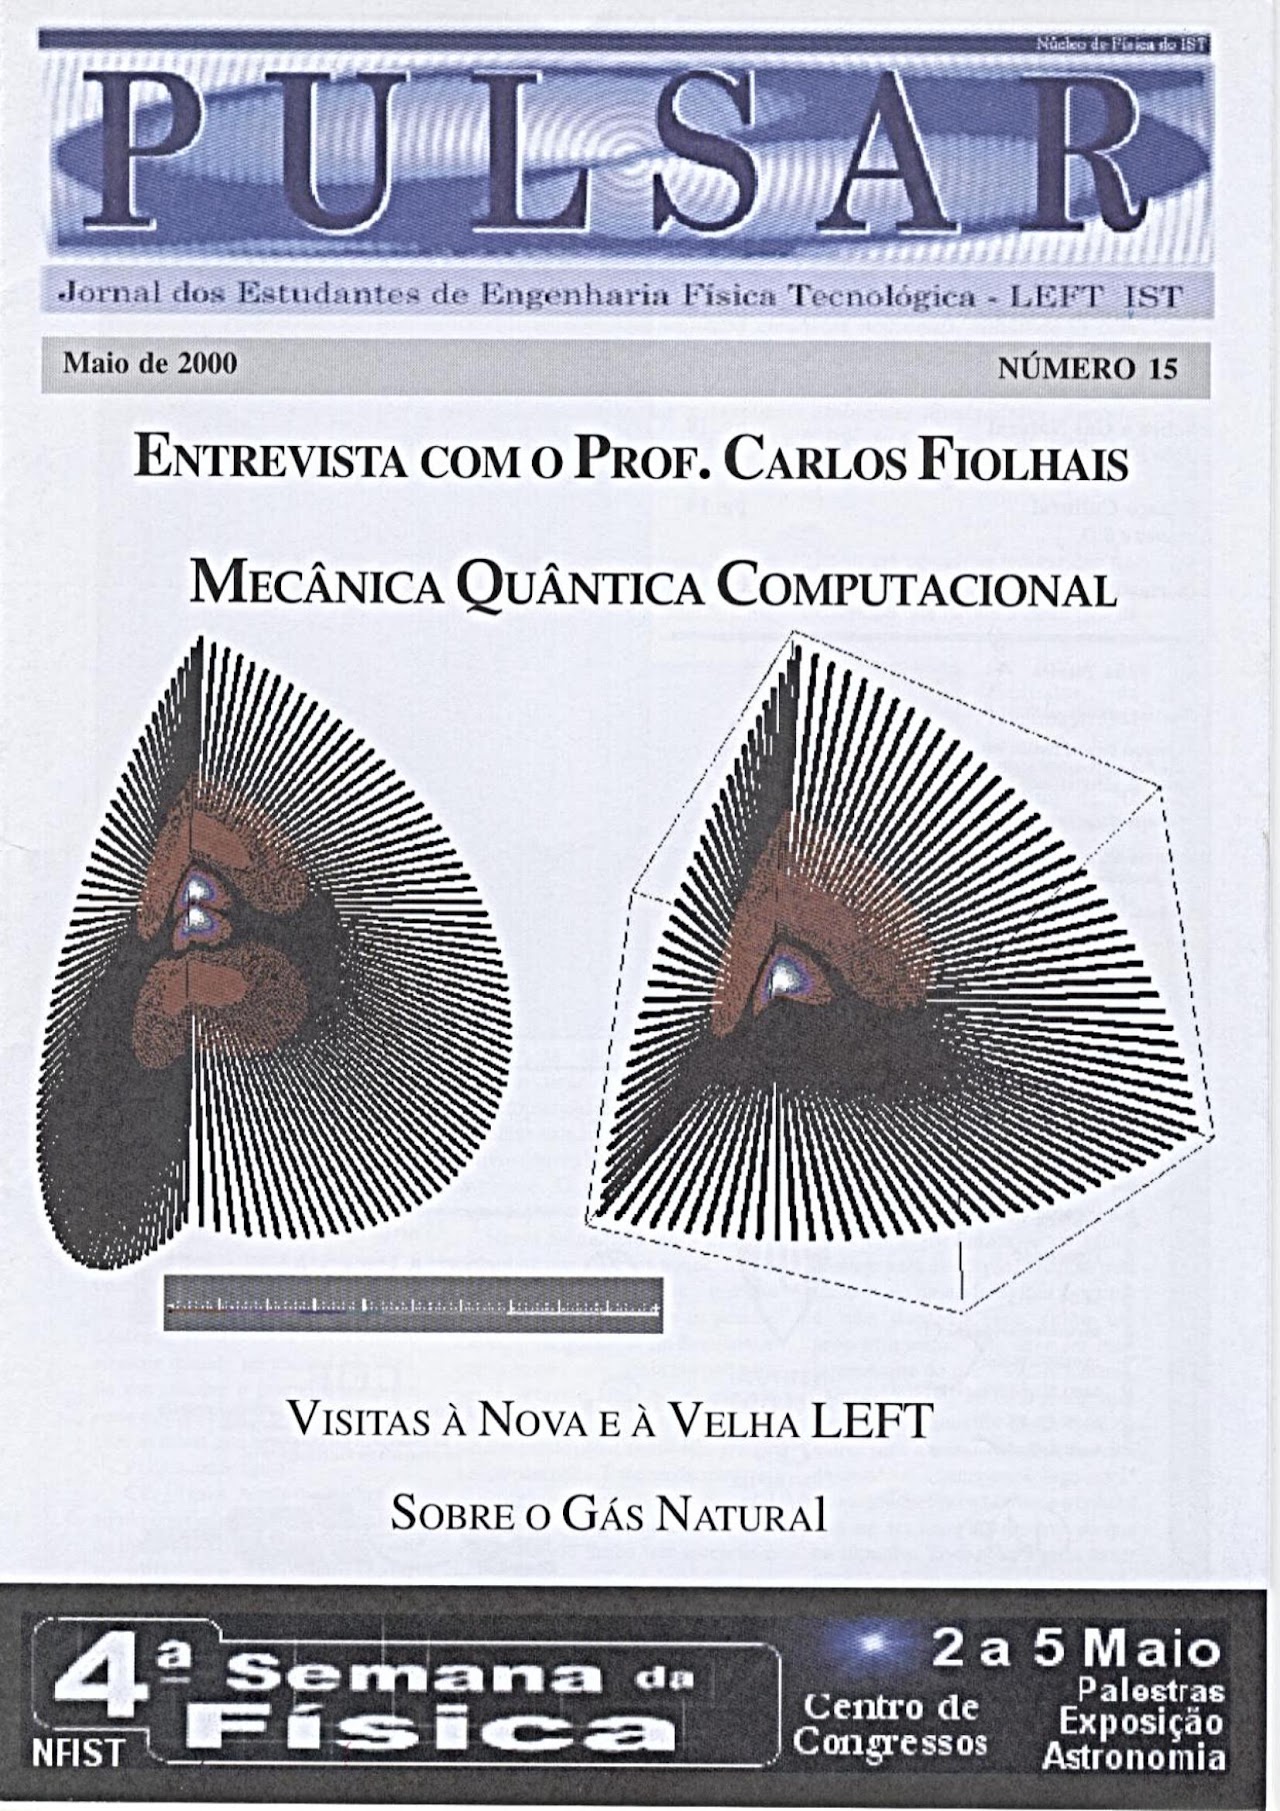 Núcleo de Física do IST
PULSAR
Jornal dos Estudantes de Engenharia Física Tecnológica - LEFT IST
Maio de 2000
NÚMERO 15
ENTREVISTA COM O PROF. CARLOS FIOLHAIS
MECÂNICA QUÂNTICA COMPUTACIONAL
VISITAS À NOVA E À VELHA LEFT
SOBRE O GÁS NATURAl
4ª Semana da
Física
NFIST
2 a 5 Maio
Centro de
Congressos
Palestras
Exposição
Astronomia